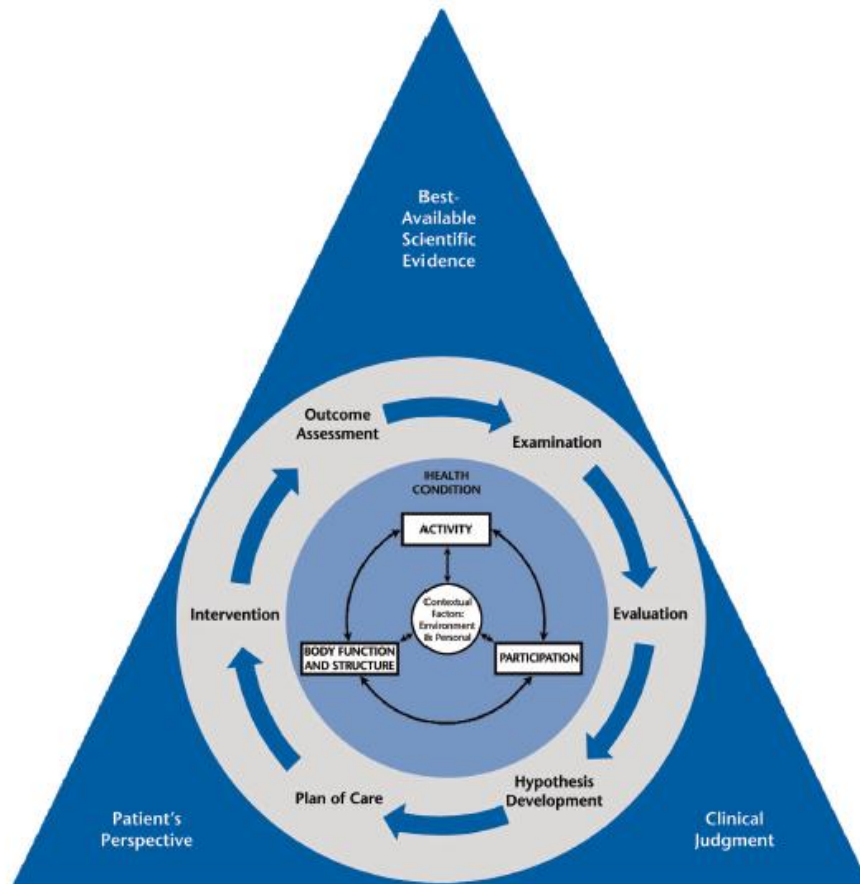 Best-
Available
Scientific
Evidence
Outcome
Assessment
Examination
HEALTH
CONDITION
ACTIVITY
Intervention
Contextual
Factors:
Environment
& Personal
Evaluation
BODY FUNCTION
AND STRUCTURE
PARTICIPATION
Plan of Care
Hypothesis
Development
Patient's
Perspective
Clinical
Judgment